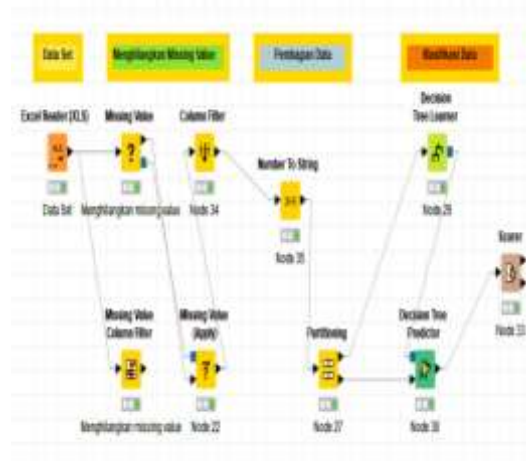 Data Set
Menghilangkan Missing Value
Pembagian Data
Klasifikasi Data
Excel Reader (XLS)
Missing Value
Column Filter
Decision
Tree Learner
Number To String
Data Set
Menghilangkan missing value
Node 34
Node 29
Node 35
Scorer
Missing Value
Column Filter
Missing Value
(Apply)
Partitioning
Decision Tree
Predictor
Node 33
Menghilangkan missing value
Node 22
Node 27
Node 30